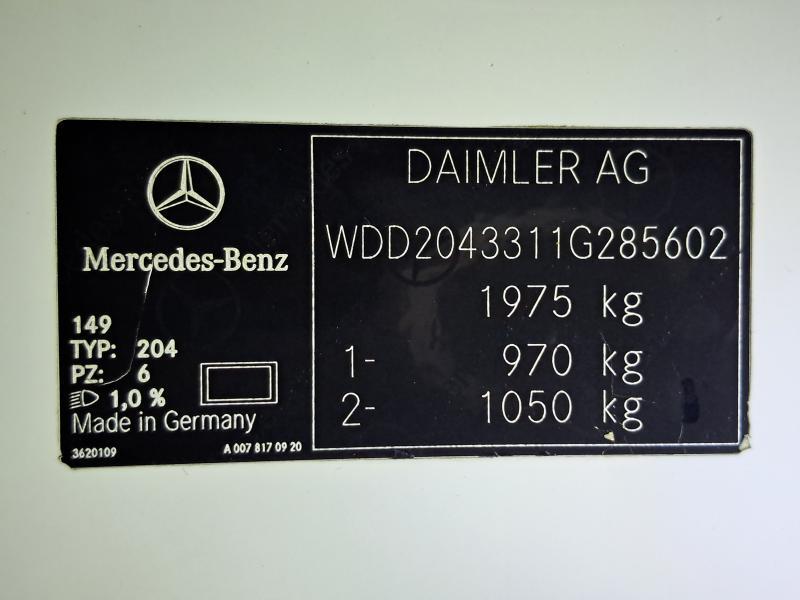 Mercedes-Benz
149
TYP: 204
PZ: 6
1,0 %
Made in Germany
3620109 A 007 817 09 20
DAIMLER AG
WDD2043311G285602
1975 kg
1- 970 kg
2- 1050 kg